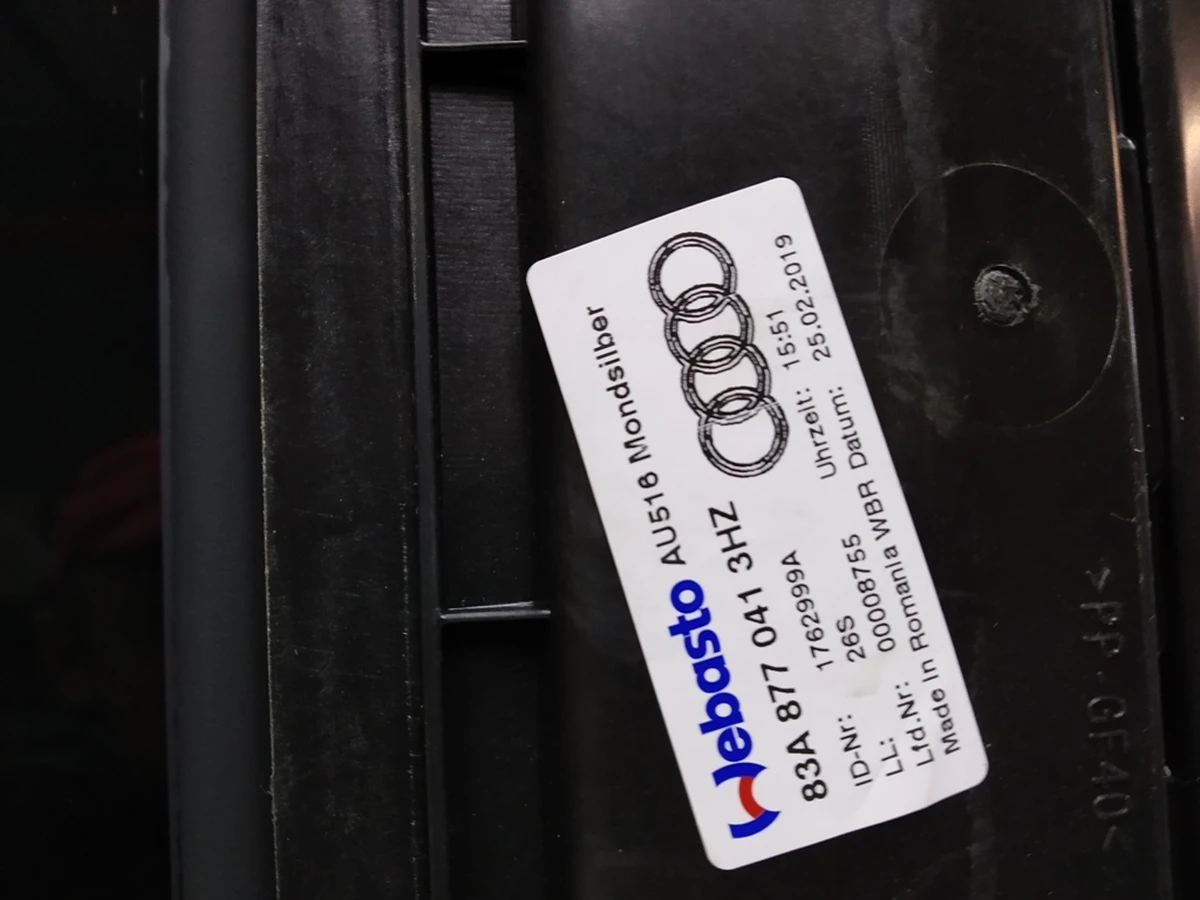 Webasto AU516 Mondsilber
83A 877 041 3HZ
ID-Nr: 1762999A Uhrzeit: 15:51
LL: 26S Datum: 25.02.2019
Lfd.Nr: 00008755
Made in Romania WBR
>PP-GF40<